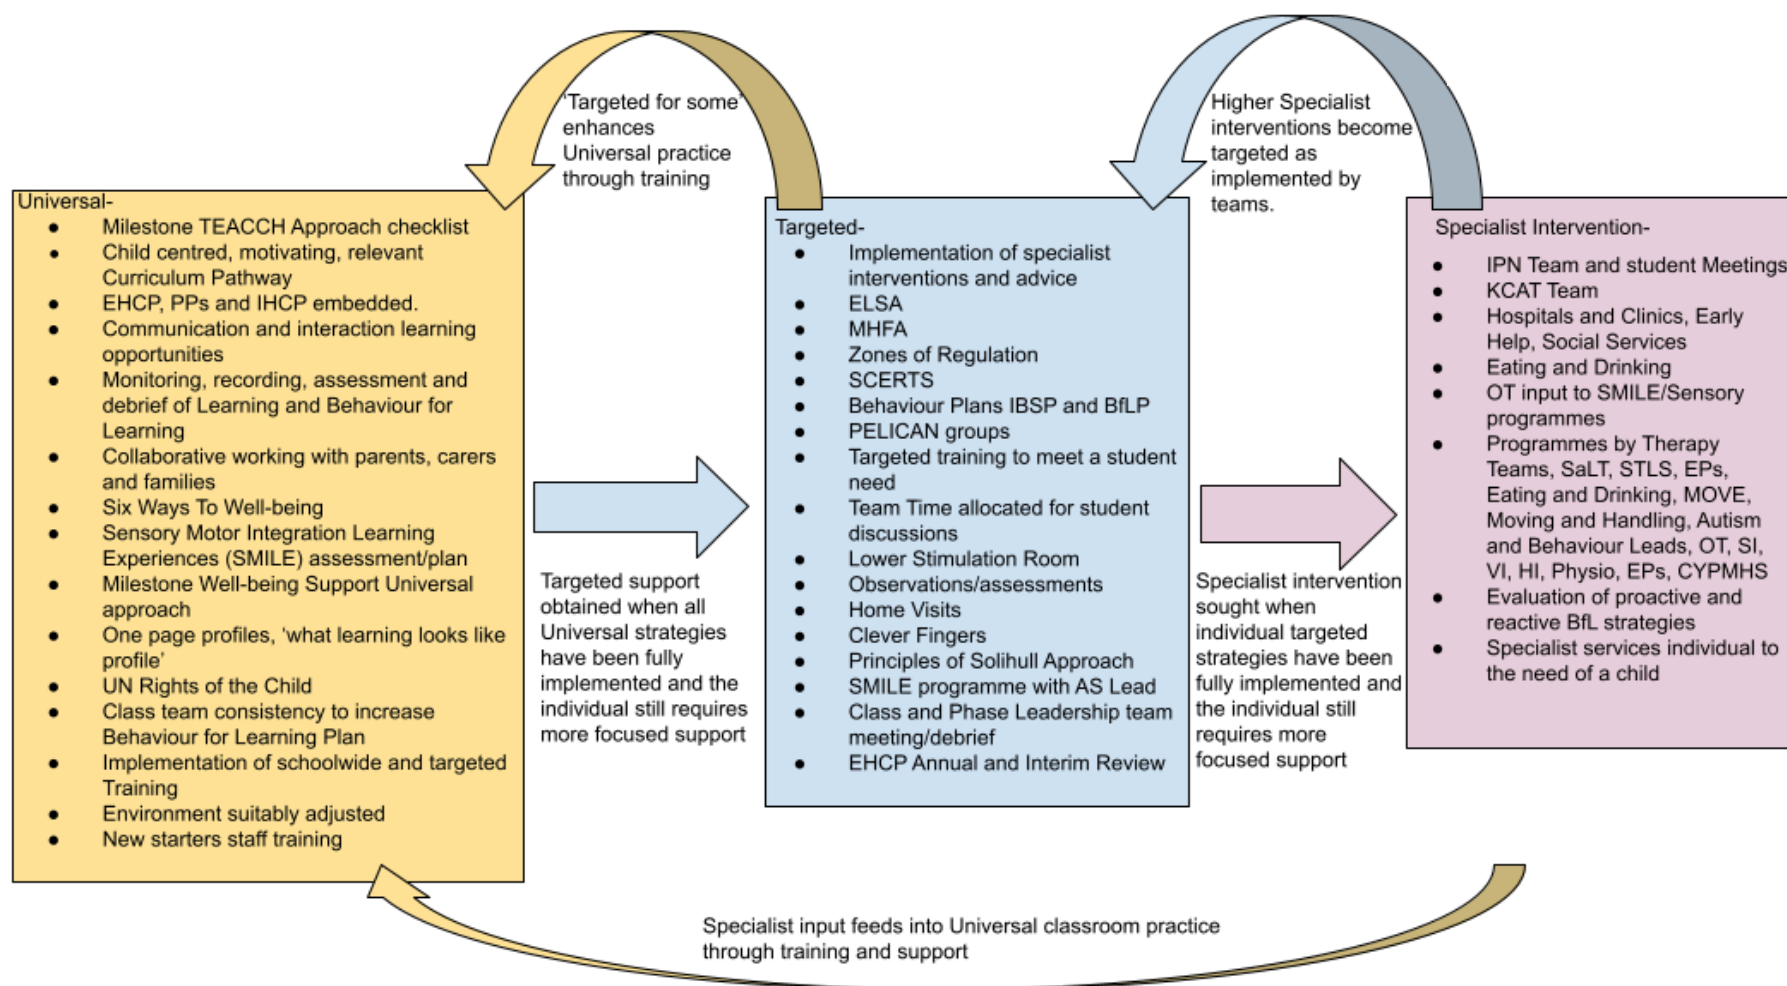 'Targeted for some'
enhances
Universal practice
through training
Higher Specialist
interventions become
targeted as
implemented by
teams.
Universal-
● Milestone TEACCH Approach checklist
● Child centred, motivating, relevant
Curriculum Pathway
● EHCP, PPs and IHCP embedded.
● Communication and interaction learning
opportunities
● Monitoring, recording, assessment and
debrief of Learning and Behaviour for
Learning
● Collaborative working with parents, carers
and families
● Six Ways To Well-being
● Sensory Motor Integration Learning
Experiences (SMILE) assessment/plan
● Milestone Well-being Support Universal
approach
● One page profiles, 'what learning looks like
profile'
● UN Rights of the Child
● Class team consistency to increase
Behaviour for Learning Plan
● Implementation of schoolwide and targeted
Training
● Environment suitably adjusted
● New starters staff training
Targeted support
obtained when all
Universal strategies
have been fully
implemented and the
individual still requires
more focused support
Targeted-
● Implementation of specialist
interventions and advice
● ELSA
● MHFA
● Zones of Regulation
● SCERTS
● Behaviour Plans IBSP and BfLP
● PELICAN groups
● Targeted training to meet a student
need
● Team Time allocated for student
discussions
● Lower Stimulation Room
● Observations/assessments
● Home Visits
● Clever Fingers
● Principles of Solihull Approach
● SMILE programme with AS Lead
● Class and Phase Leadership team
meeting/debrief
● EHCP Annual and Interim Review
Specialist intervention
sought when
individual targeted
strategies have been
fully implemented and
the individual still
requires more
focused support
Specialist Intervention-
● IPN Team and student Meetings
● KCAT Team
● Hospitals and Clinics, Early
Help, Social Services
● Eating and Drinking
● OT input to SMILE/Sensory
programmes
● Programmes by Therapy
Teams, SaLT, STLS, EPs,
Eating and Drinking, MOVE,
Moving and Handling, Autism
and Behaviour Leads, OT, SI,
VI, HI, Physio, EPs, CYPMHS
● Evaluation of proactive and
reactive BfL strategies
● Specialist services individual to
the need of a child
Specialist input feeds into Universal classroom practice
through training and support